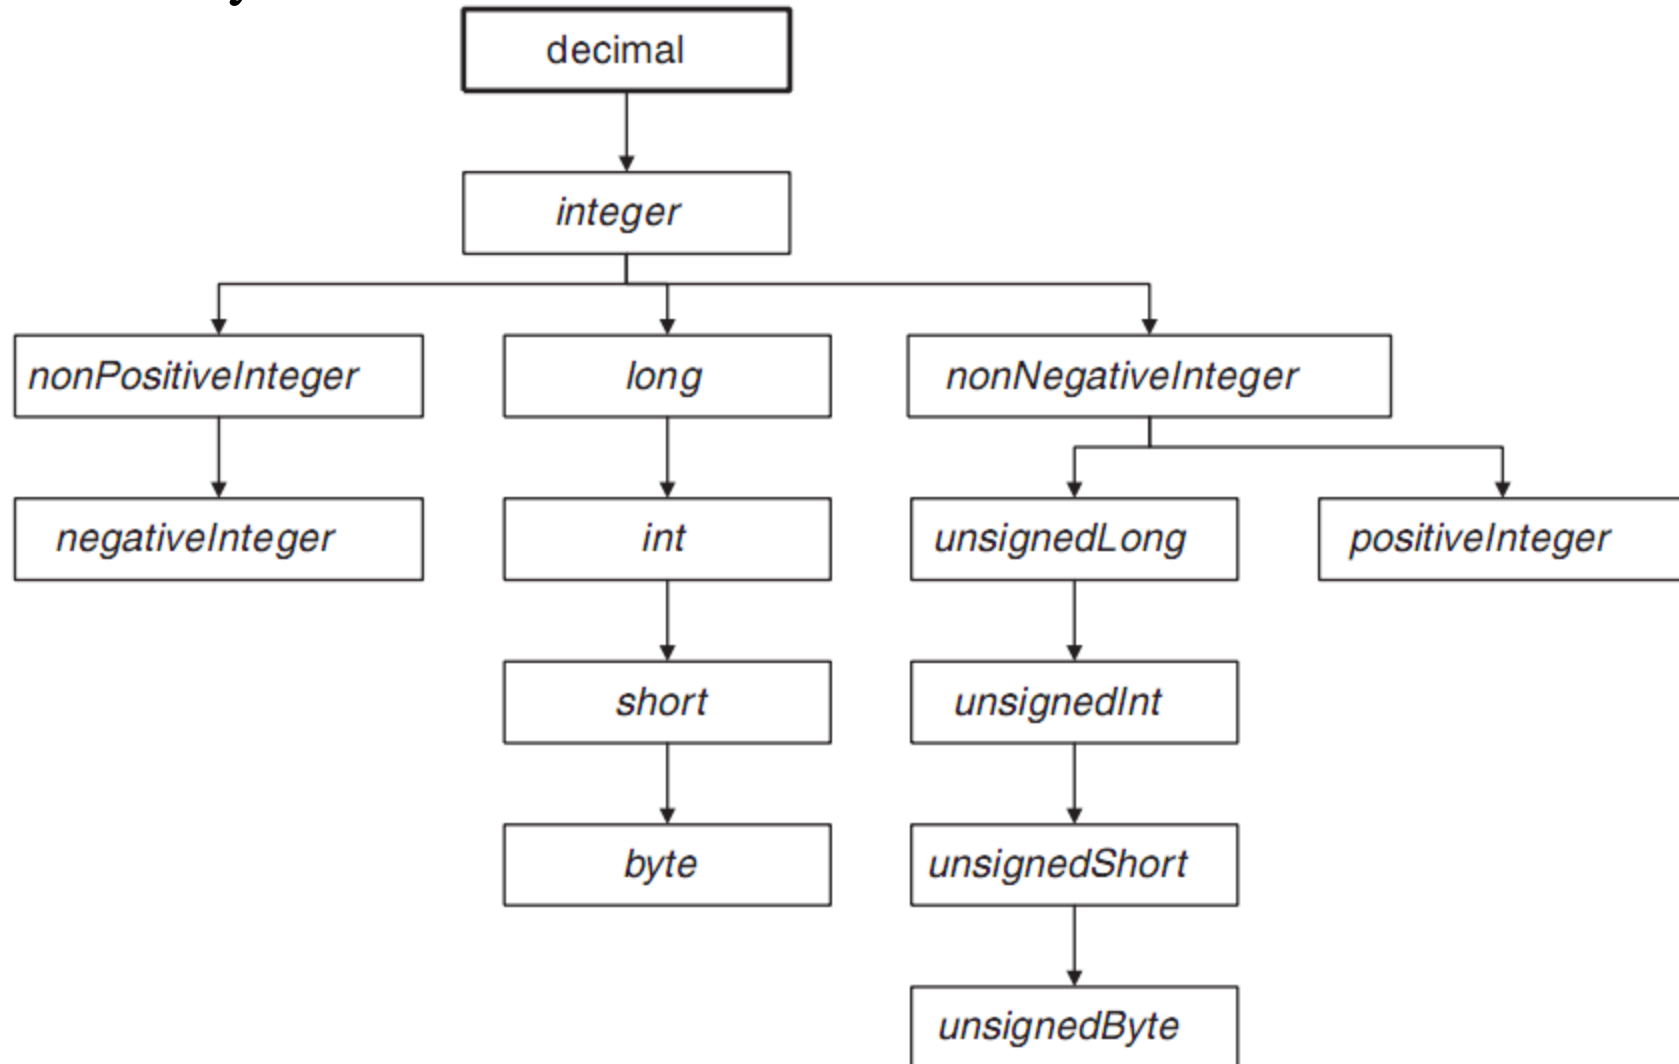 decimal
integer
nonPositiveInteger
long
nonNegativeInteger
negativeInteger
int
unsignedLong
positiveInteger
short
unsignedInt
byte
unsignedShort
unsignedByte